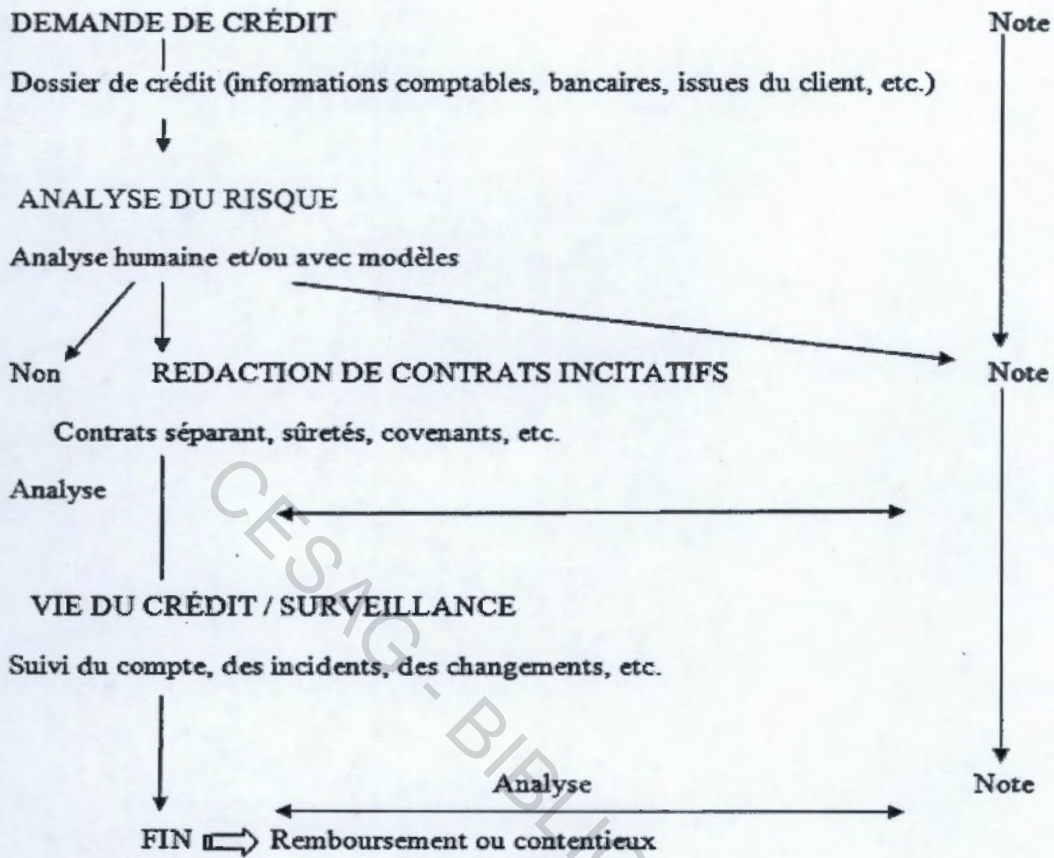 DEMANDE DE CRÉDIT Note
Dossier de crédit (informations comptables, bancaires, issues du client, etc.)
ANALYSE DU RISQUE
Analyse humaine et/ou avec modèles
Non REDACTION DE CONTRATS INCITATIFS Note
Contrats séparant, sûretés, covenants, etc.
Analyse
VIE DU CRÉDIT / SURVEILLANCE
Suivi du compte, des incidents, des changements, etc.
Analyse Note
FIN Remboursement ou contentieux
CESAG - BIBLIO